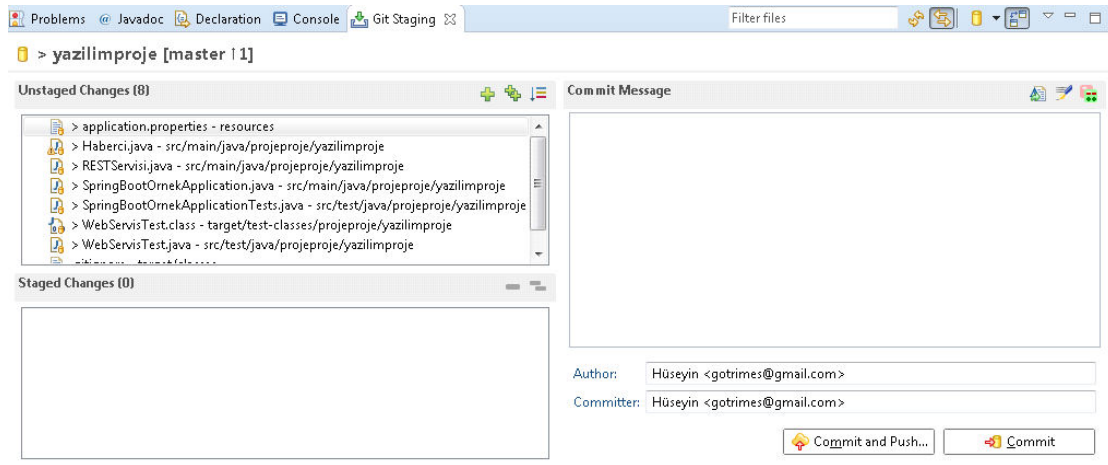 Problems @ Javadoc Declaration Console Git Staging Filter files
> yazilimproje [master ↑1]
Unstaged Changes (8)
> application.properties - resources
> Haberci.java - src/main/java/projeproje/yazilimproje
> RESTServisi.java - src/main/java/projeproje/yazilimproje
> SpringBootOrnekApplication.java - src/main/java/projeproje/yazilimproje
> SpringBootOrnekApplicationTests.java - src/test/java/projeproje/yazilimproje
> WebServisTest.class - target/test-classes/projeproje/yazilimproje
> WebServisTest.java - src/test/java/projeproje/yazilimproje
Staged Changes (0)
Commit Message
Author: Hüseyin <gotrimes@gmail.com>
Committer: Hüseyin <gotrimes@gmail.com>
Commit and Push... Commit